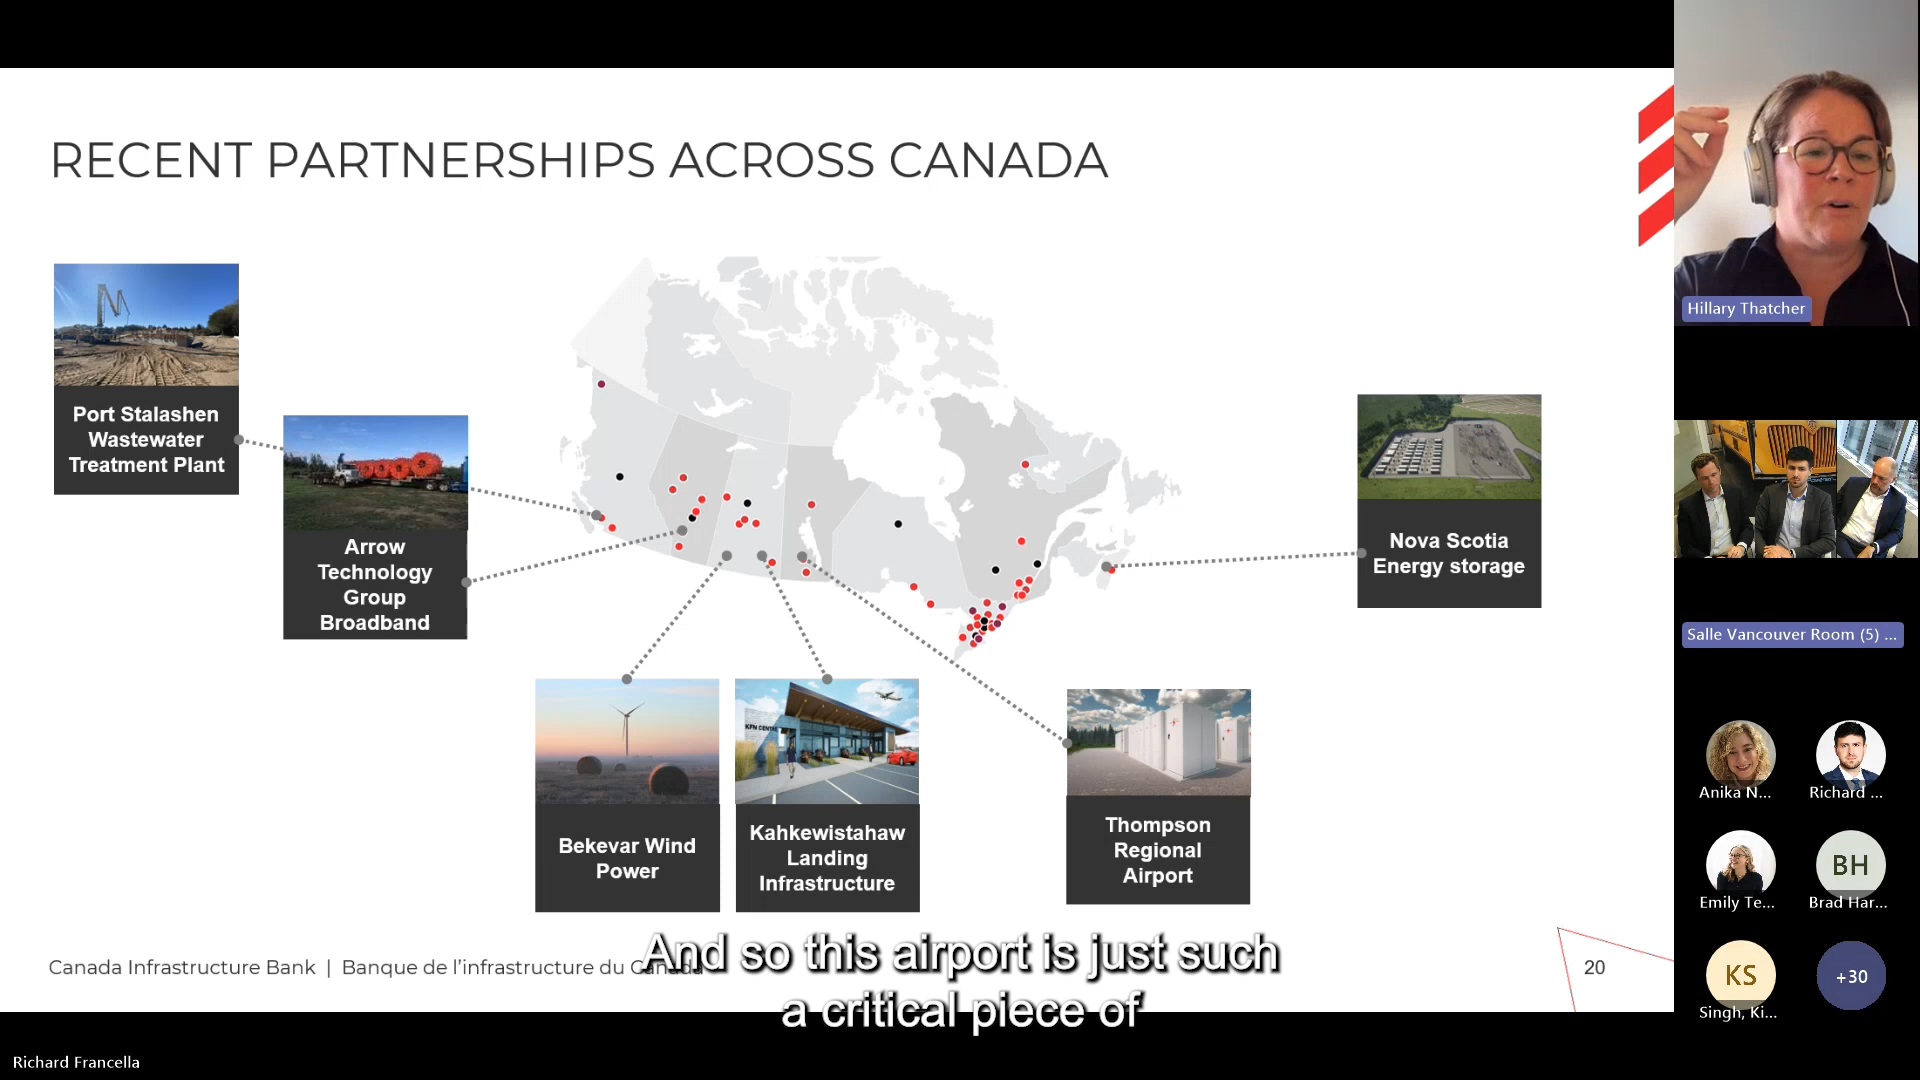 RECENT PARTNERSHIPS ACROSS CANADA
Port Stalashen
Wastewater
Treatment Plant
Arrow
Technology
Group
Broadband
Nova Scotia
Energy storage
KFN CENTRE
Bekevar Wind
Power
Kahkewistahaw
Landing
Infrastructure
Thompson
Regional
Airport
Canada Infrastructure Bank | Banque de l’infrastructure du Canada
20
And so this airport is just such
a critical piece of
Richard Francella
Hillary Thatcher
Salle Vancouver Room (5) ...
Anika N...
Richard ...
Emily Te...
BH
Brad Har...
KS
Singh, Ki...
+30